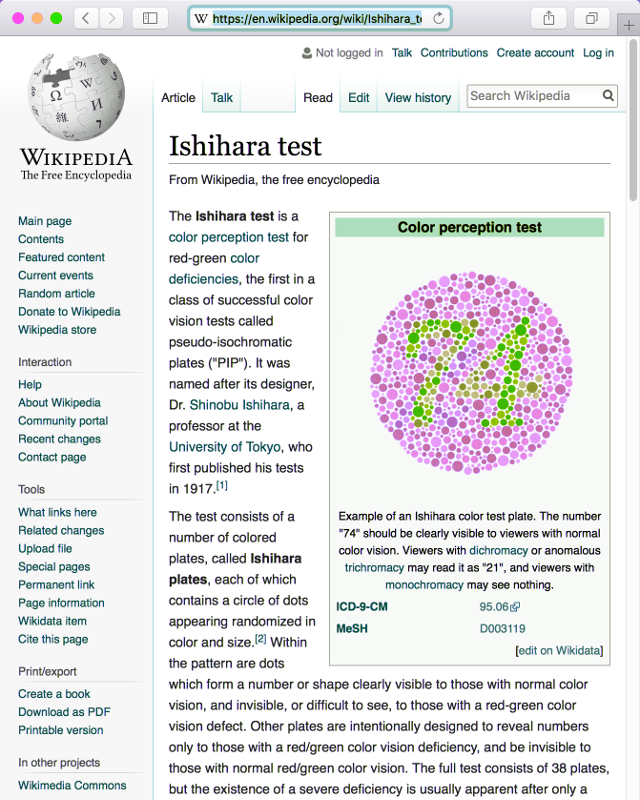 W https://en.wikipedia.org/wiki/Ishihara_te
Not logged in Talk Contributions Create account Log in
Article Talk Read Edit View history Search Wikipedia
WIKIPEDIA
The Free Encyclopedia
Main page
Contents
Featured content
Current events
Random article
Donate to Wikipedia
Wikipedia store
Interaction
Help
About Wikipedia
Community portal
Recent changes
Contact page
Tools
What links here
Related changes
Upload file
Special pages
Permanent link
Page information
Wikidata item
Cite this page
Print/export
Create a book
Download as PDF
Printable version
In other projects
Wikimedia Commons
Ishihara test
From Wikipedia, the free encyclopedia
The Ishihara test is a
color perception test for
red-green color
deficiencies, the first in a
class of successful color
vision tests called
pseudo-isochromatic
plates ("PIP"). It was
named after its designer,
Dr. Shinobu Ishihara, a
professor at the
University of Tokyo, who
first published his tests
in 1917.[1]
The test consists of a
number of colored
plates, called Ishihara
plates, each of which
contains a circle of dots
appearing randomized in
color and size.[2] Within
the pattern are dots
which form a number or shape clearly visible to those with normal color
vision, and invisible, or difficult to see, to those with a red-green color
vision defect. Other plates are intentionally designed to reveal numbers
only to those with a red/green color vision deficiency, and be invisible to
those with normal red/green color vision. The full test consists of 38 plates,
but the existence of a severe deficiency is usually apparent after only a
Color perception test
74
Example of an Ishihara color test plate. The number
"74" should be clearly visible to viewers with normal
color vision. Viewers with dichromacy or anomalous
trichromacy may read it as "21", and viewers with
monochromacy may see nothing.
ICD-9-CM 95.06
MeSH D003119
[edit on Wikidata]